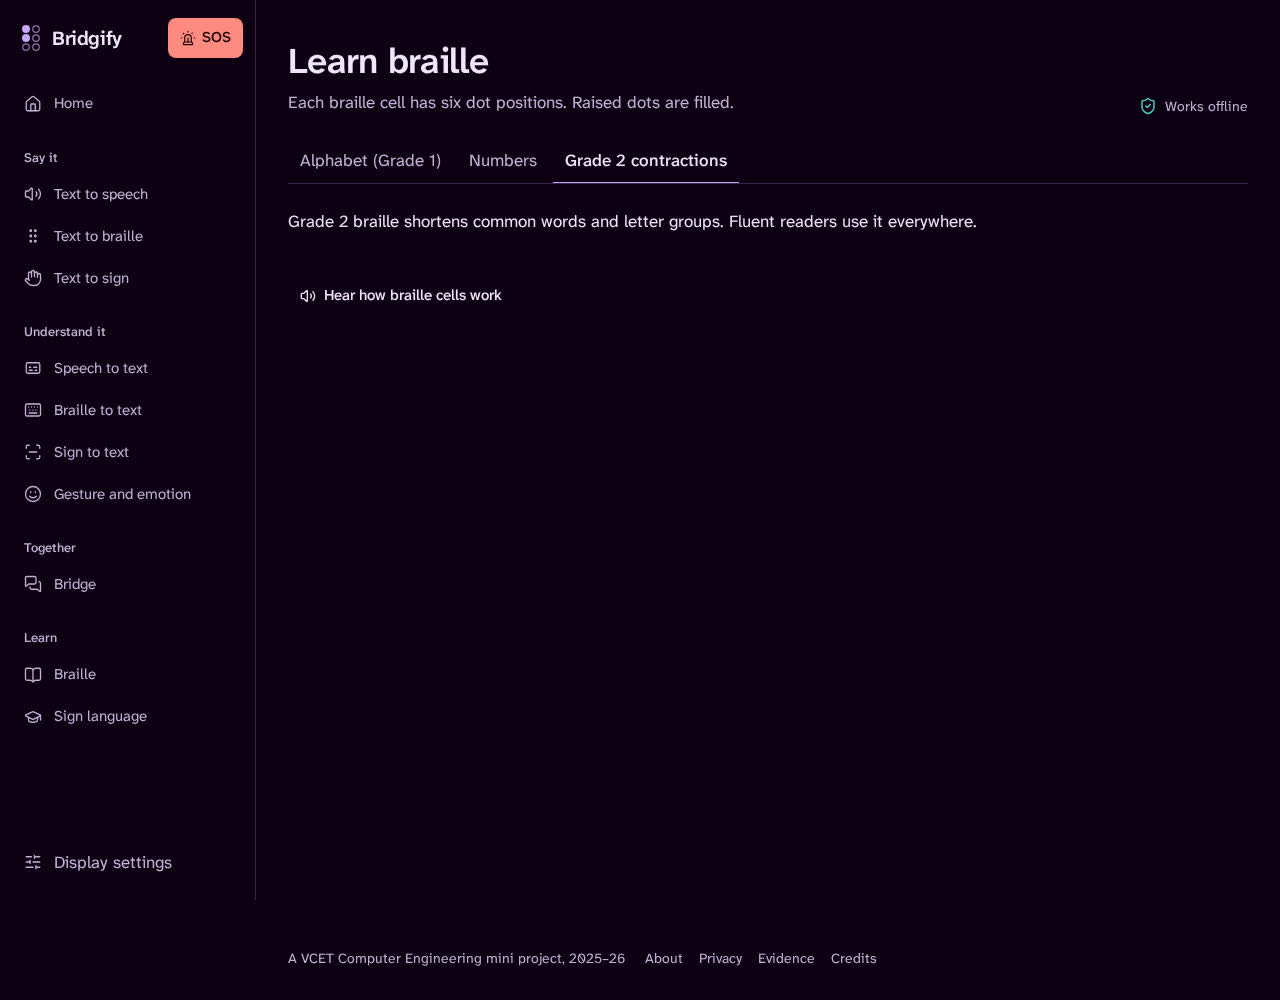 Bridgify
SOS
Home
Say it
Text to speech
Text to braille
Text to sign
Understand it
Speech to text
Braille to text
Sign to text
Gesture and emotion
Together
Bridge
Learn
Braille
Sign language
Display settings
Learn braille
Each braille cell has six dot positions. Raised dots are filled.
Works offline
Alphabet (Grade 1) Numbers Grade 2 contractions
Grade 2 braille shortens common words and letter groups. Fluent readers use it everywhere.
Hear how braille cells work
A VCET Computer Engineering mini project, 2025–26 About Privacy Evidence Credits